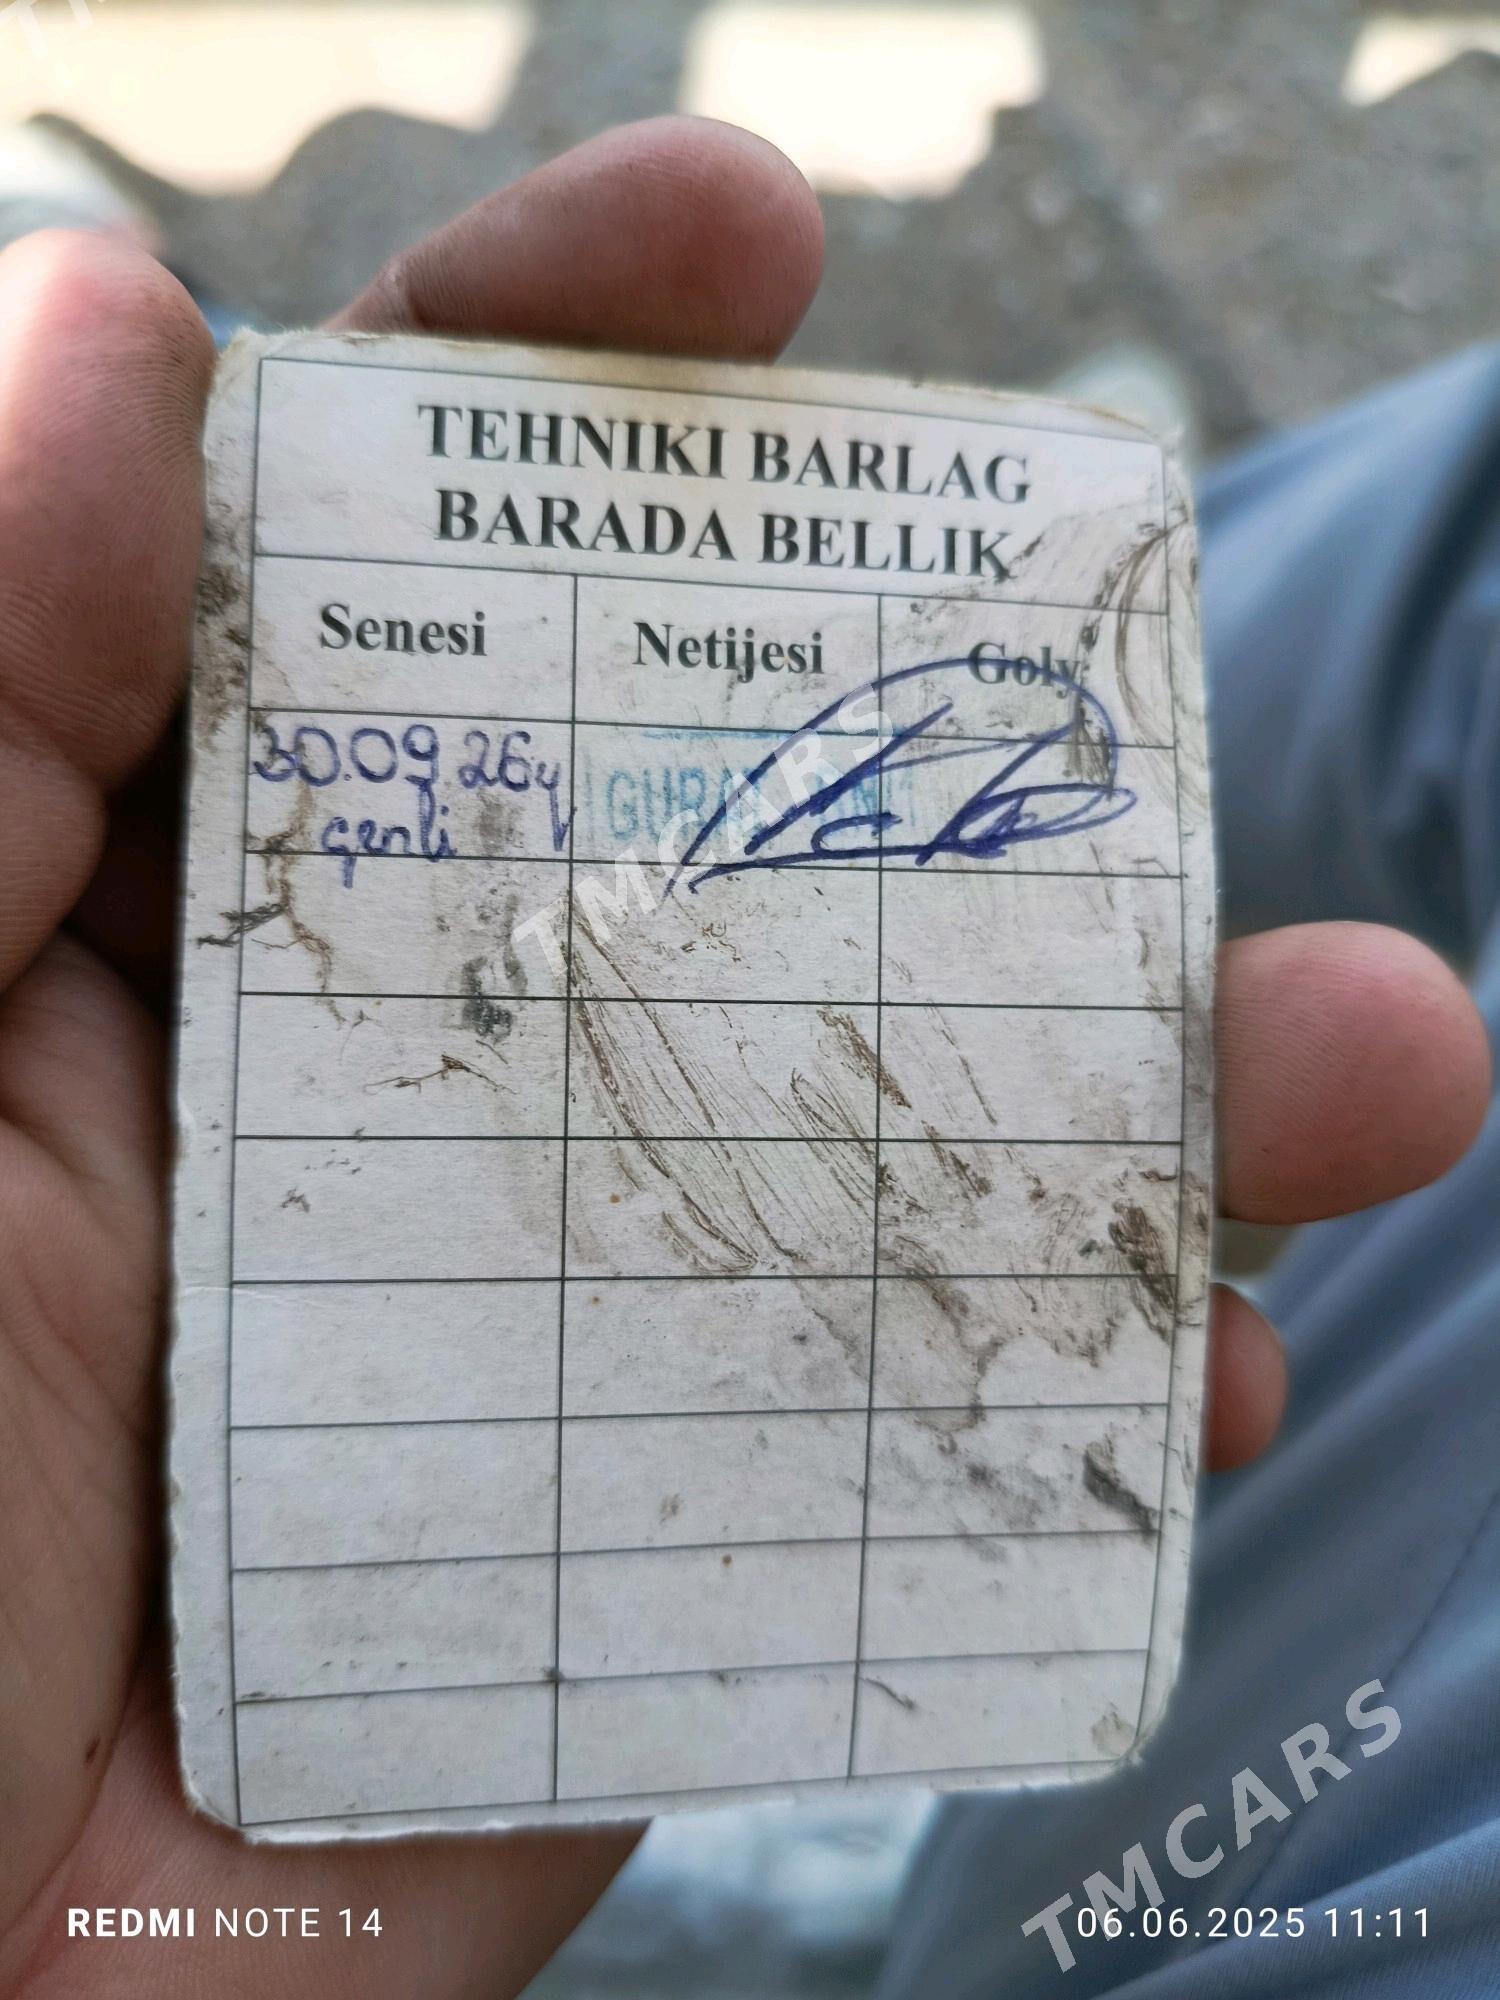 TEHNIKI BARLAG
BARADA BELLIK
Senesi
Netijesi
Goly
30.09.26ý
çenli
TMCARS
TMCARS
REDMI NOTE 14
06.06.2025 11:11